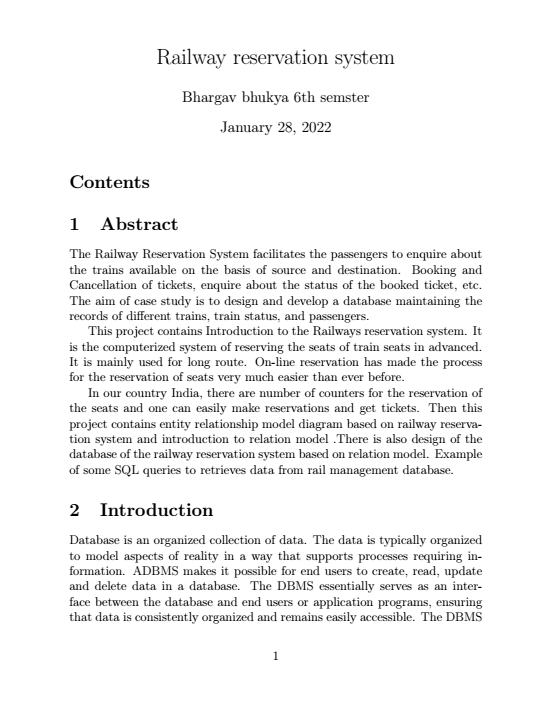 Railway reservation system
Bhargav bhukya 6th semster
January 28, 2022
Contents
1 Abstract
The Railway Reservation System facilitates the passengers to enquire about
the trains available on the basis of source and destination. Booking and
Cancellation of tickets, enquire about the status of the booked ticket, etc.
The aim of case study is to design and develop a database maintaining the
records of different trains, train status, and passengers.
This project contains Introduction to the Railways reservation system. It
is the computerized system of reserving the seats of train seats in advanced.
It is mainly used for long route. On-line reservation has made the process
for the reservation of seats very much easier than ever before.
In our country India, there are number of counters for the reservation of
the seats and one can easily make reservations and get tickets. Then this
project contains entity relationship model diagram based on railway reserva-
tion system and introduction to relation model .There is also design of the
database of the railway reservation system based on relation model. Example
of some SQL queries to retrieves data from rail management database.
2 Introduction
Database is an organized collection of data. The data is typically organized
to model aspects of reality in a way that supports processes requiring in-
formation. ADBMS makes it possible for end users to create, read, update
and delete data in a database. The DBMS essentially serves as an inter-
face between the database and end users or application programs, ensuring
that data is consistently organized and remains easily accessible. The DBMS
1